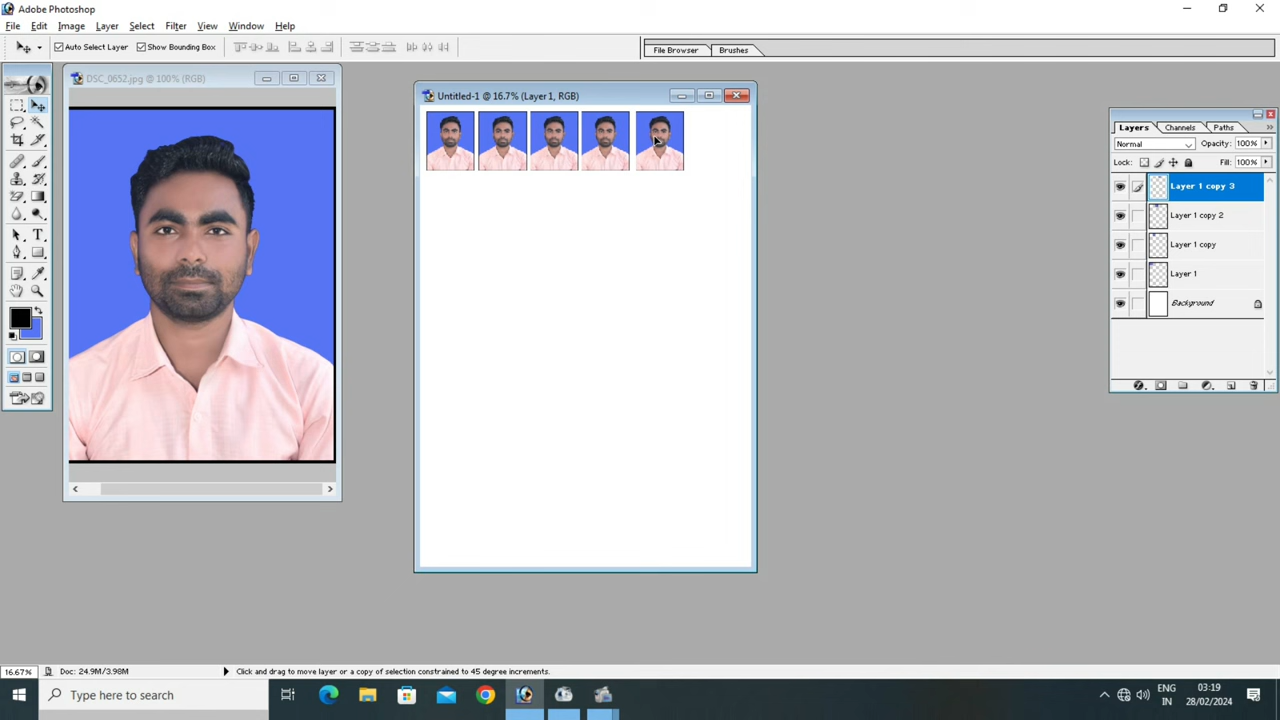 Adobe Photoshop
File Edit Image Layer Select Filter View Window Help
Auto Select Layer Show Bounding Box File Browser Brushes
DSC_0652.jpg @ 100% (RGB)
Untitled-1 @ 16.7% (Layer 1, RGB)
Layers Channels Paths
Normal Opacity: 100%
Lock: Fill: 100%
Layer 1 copy 3
Layer 1 copy 2
Layer 1 copy
Layer 1
Background
16.67% Doc: 24.9M/3.98M Click and drag to move layer or a copy of selection constrained to 45 degree increments.
Type here to search
ENG 03:19
IN 28/02/2024